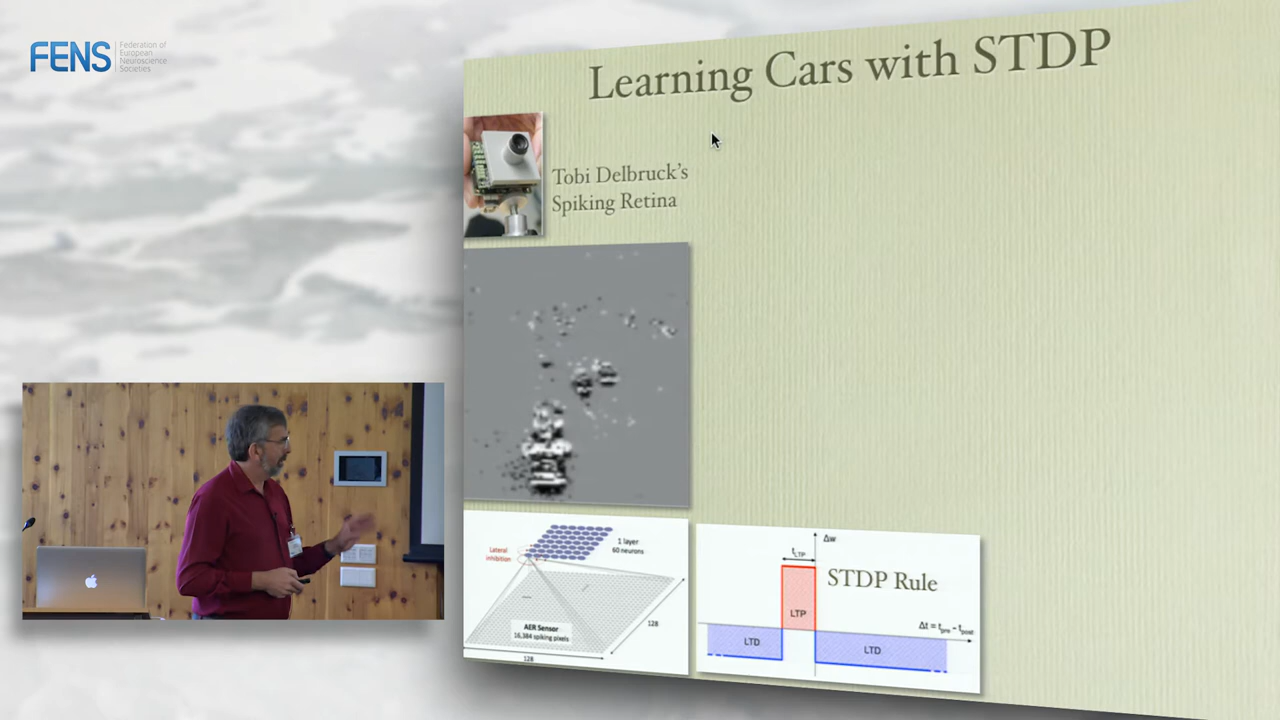 FENS
Federation of
European
Neuroscience
Societies
Learning Cars with STDP
Tobi Delbruck's
Spiking Retina
Lateral
inhibition
1 layer
60 neurons
AER Sensor
16,384 spiking pixels
128
128
Δw
tLTP
STDP Rule
LTP
Δt = tpre - tpost
LTD
LTD